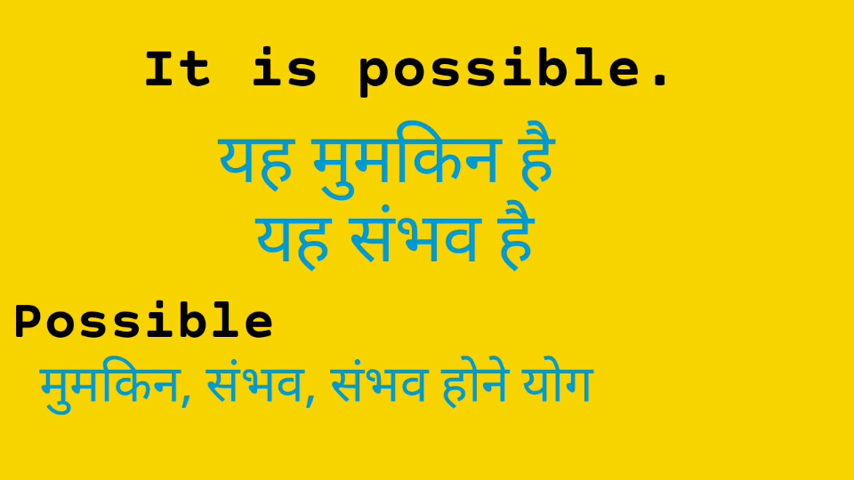 It is possible.
यह मुमकिन है
यह संभव है
Possible
मुमकिन, संभव, संभव होने योग